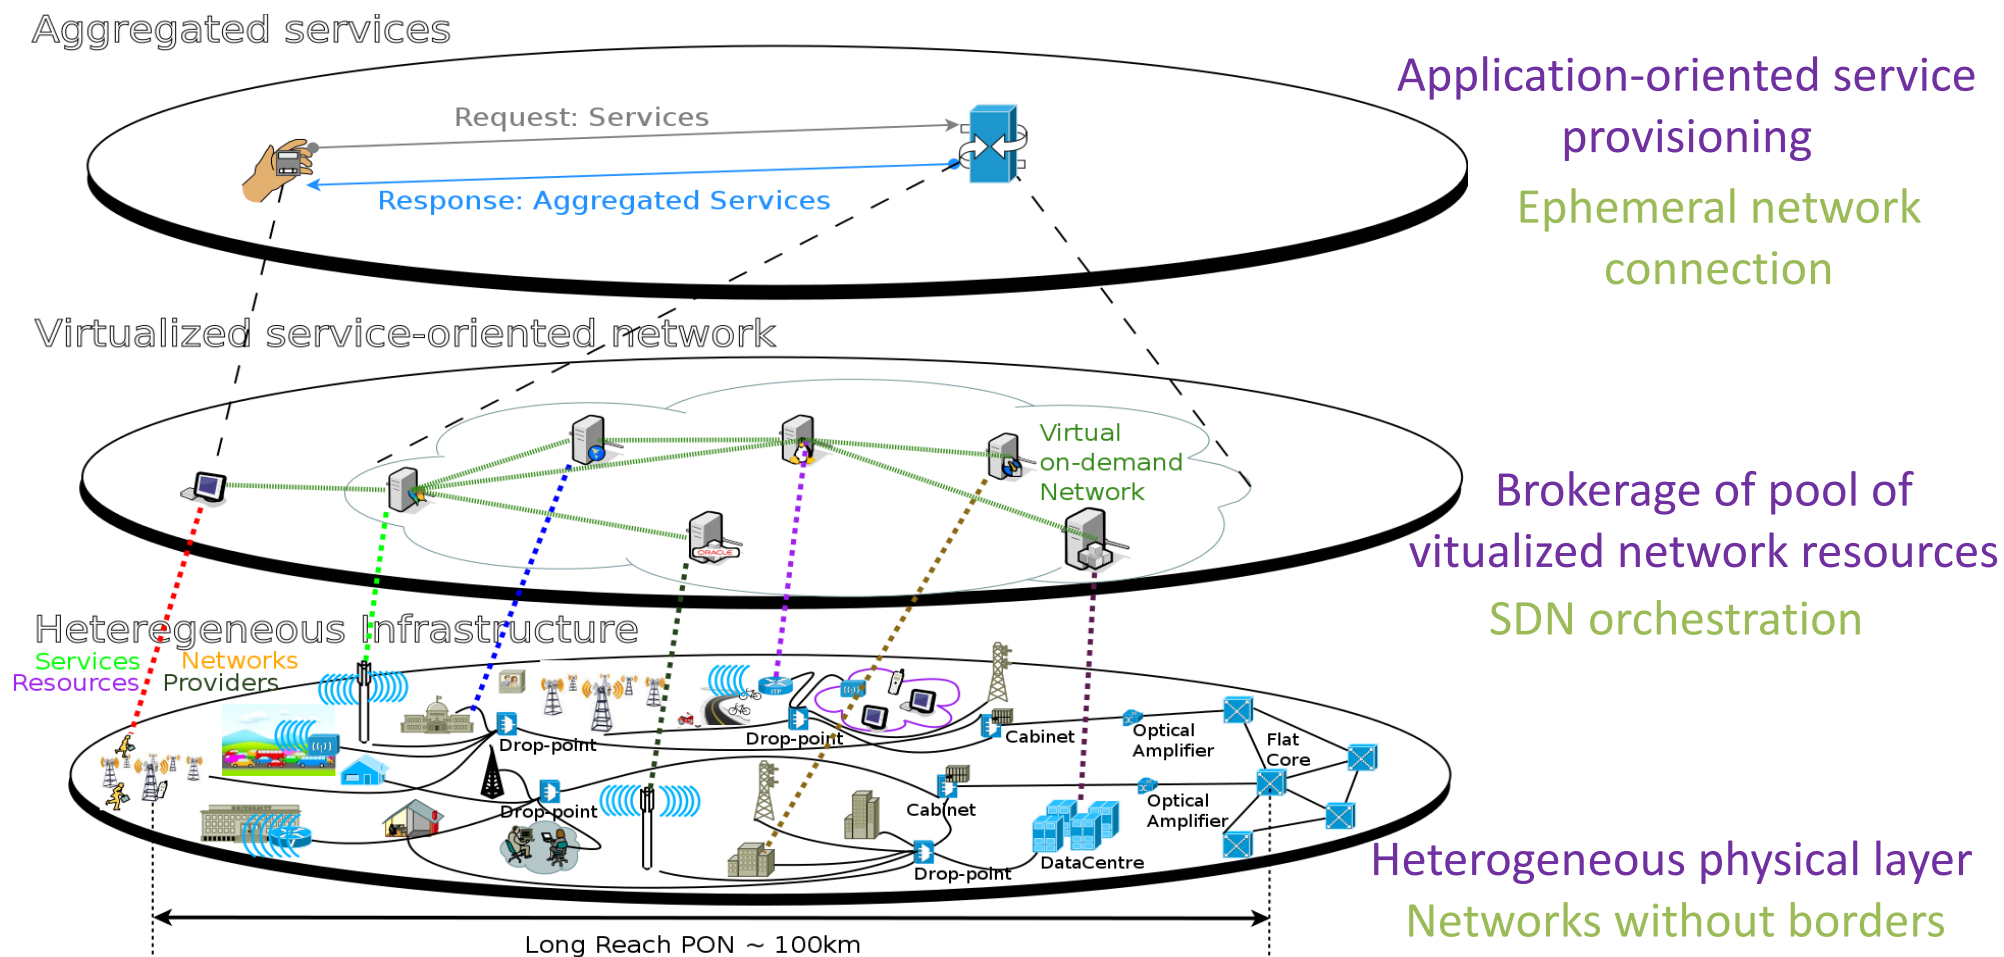 Aggregated services
Application-oriented service
provisioning
Request: Services
Response: Aggregated Services
Ephemeral network
connection
Virtualized service-oriented network
Virtual
on-demand
Network
ORACLE
Brokerage of pool of
vitualized network resources
SDN orchestration
Heteregeneous Infrastructure
Services Networks
Resources Providers
ITP
Drop-point
Drop-point
Cabinet
Optical
Amplifier
Flat
Core
Drop-point
Cabinet
Optical
Amplifier
UNIVERSITY
DataCentre
Drop-point
Heterogeneous physical layer
Networks without borders
Long Reach PON ~ 100km